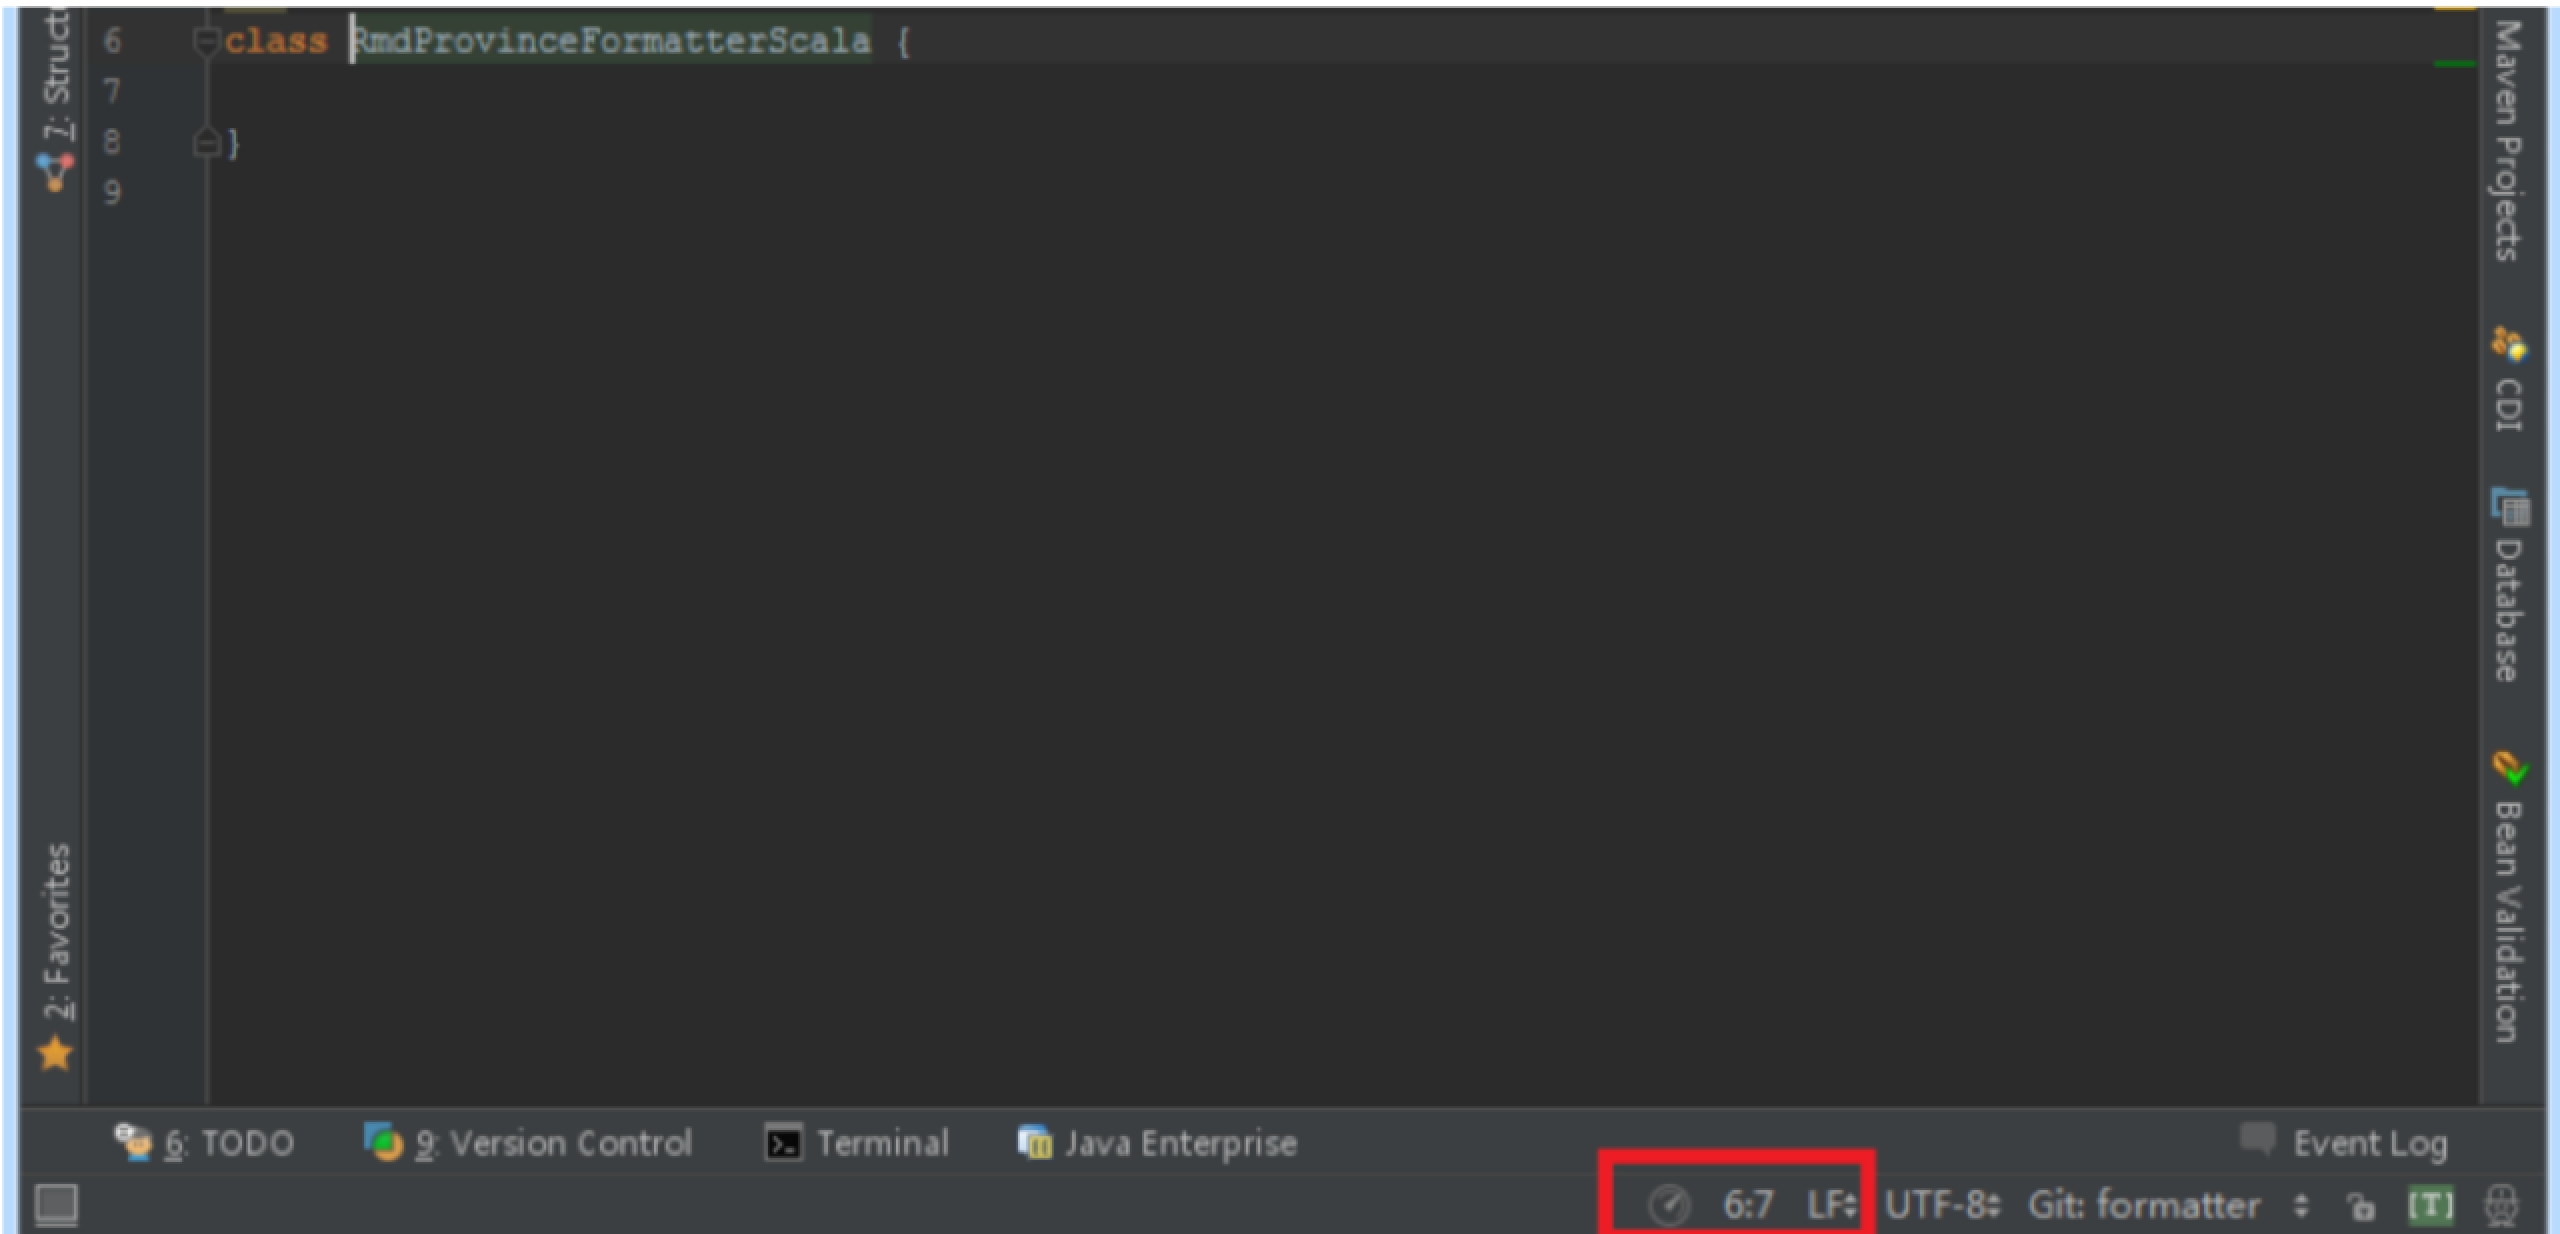 7: Struct
6 class RmdProvinceFormatterScala {
7
8 }
9
2: Favorites
Maven Projects
CDI
Database
Bean Validation
6: TODO 9: Version Control Terminal Java Enterprise Event Log
6:7 LF UTF-8 Git: formatter [T]